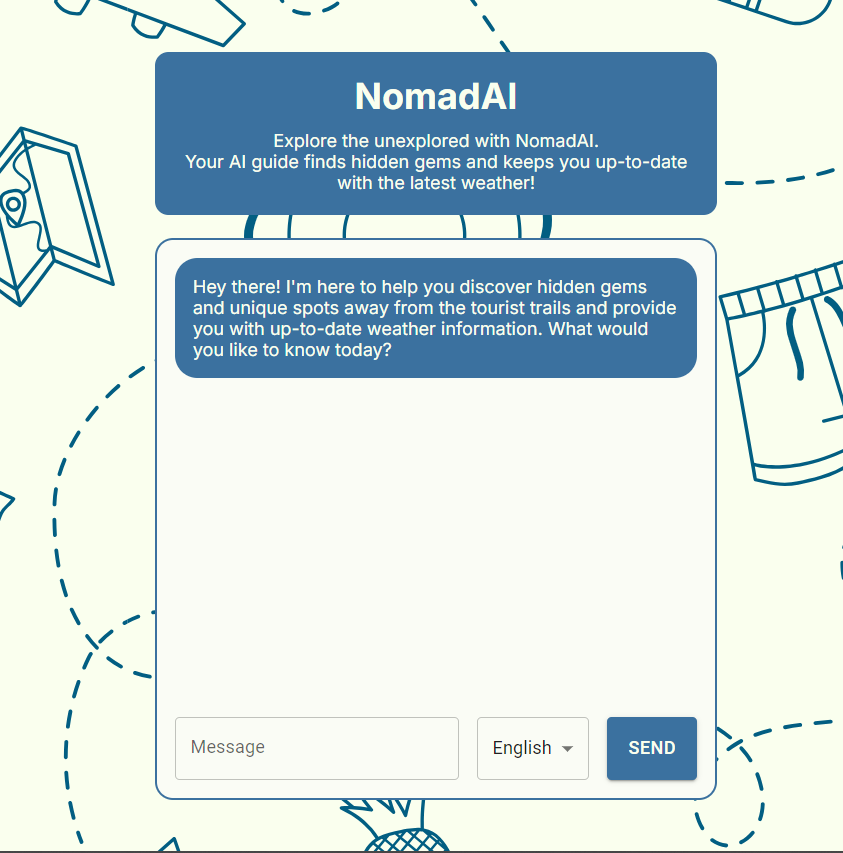 NomadAI
Explore the unexplored with NomadAI.
Your AI guide finds hidden gems and keeps you up-to-date
with the latest weather!
Hey there! I'm here to help you discover hidden gems
and unique spots away from the tourist trails and provide
you with up-to-date weather information. What would
you like to know today?
Message
English
SEND